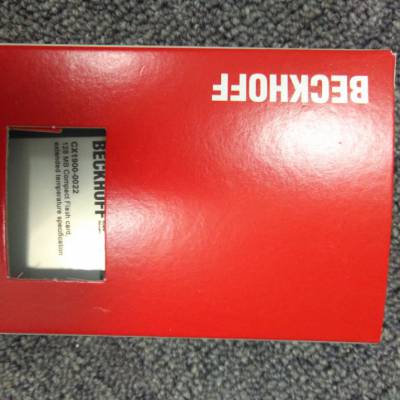 BECKHOFF
BECKHOFF
CX1900-0022
128 MB Compact Flash card,
extended temperature specification